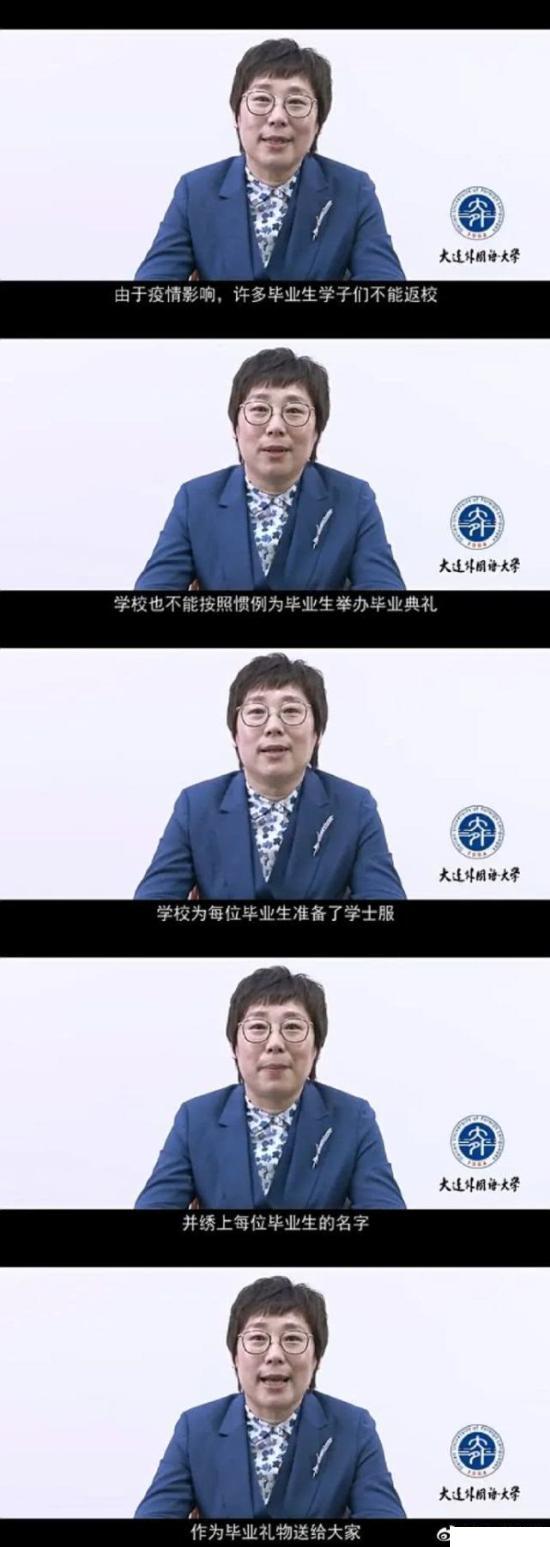 大连外国语大学
由于疫情影响，许多毕业生学子们不能返校
大连外国语大学
学校也不能按照惯例为毕业生举办毕业典礼
大连外国语大学
学校为每位毕业生准备了学士服
大连外国语大学
并绣上每位毕业生的名字
大连外国语大学
作为毕业礼物送给大家